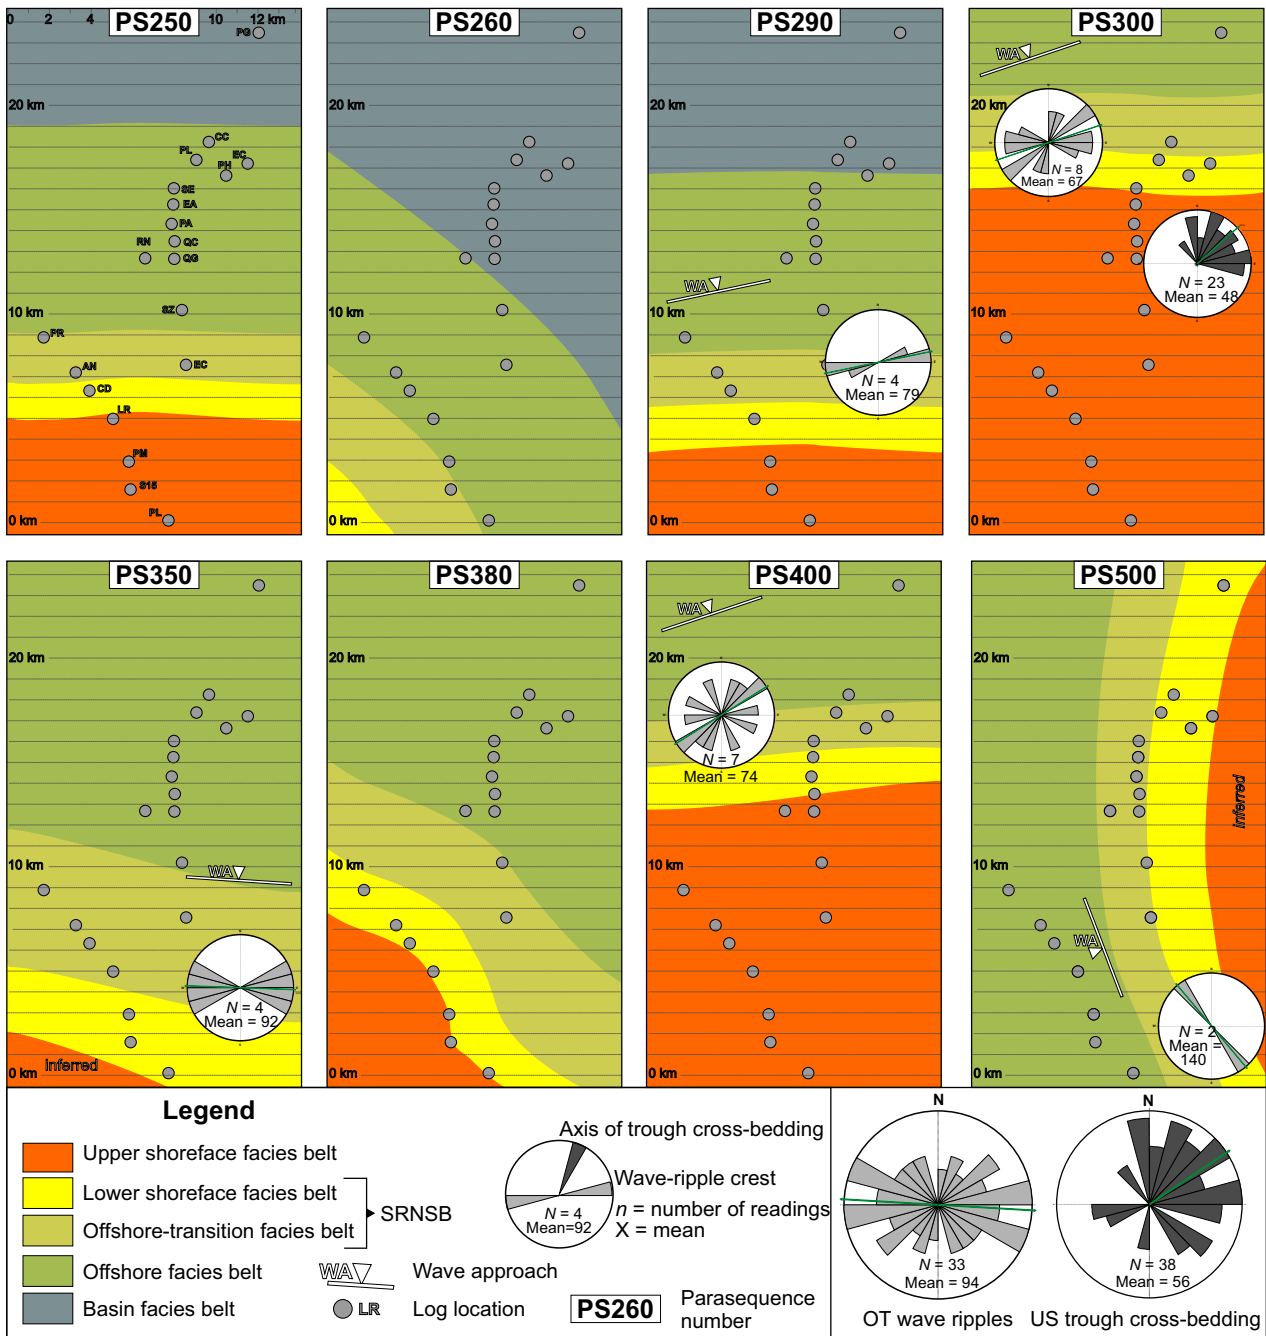 PS250
2 4 10 12 km
PG
20 km
CC
PL
EC
PH
SE
EA
PA
RN
QC
QG
10 km
SZ
PR
AN
EC
CD
LR
PM
S15
PL
0 km
PS260
20 km
10 km
0 km
PS290
20 km
WA
10 km
N = 4
Mean = 79
0 km
PS300
WA
20 km
N = 8
Mean = 67
N = 23
Mean = 48
10 km
0 km
PS350
20 km
10 km
WA
N = 4
Mean = 92
inferred
0 km
PS380
20 km
10 km
0 km
PS400
WA
20 km
N = 7
Mean = 74
10 km
0 km
PS500
20 km
inferred
10 km
WA
N = 2
Mean =
140
0 km
Legend
Upper shoreface facies belt
Lower shoreface facies belt
SRNSB
Offshore-transition facies belt
Offshore facies belt
Basin facies belt
Axis of trough cross-bedding
Wave-ripple crest
N = 4
Mean=92
n = number of readings
X = mean
WA
Wave approach
LR
Log location
PS260
Parasequence
number
N
N = 33
Mean = 94
OT wave ripples
N
N = 38
Mean = 56
US trough cross-bedding